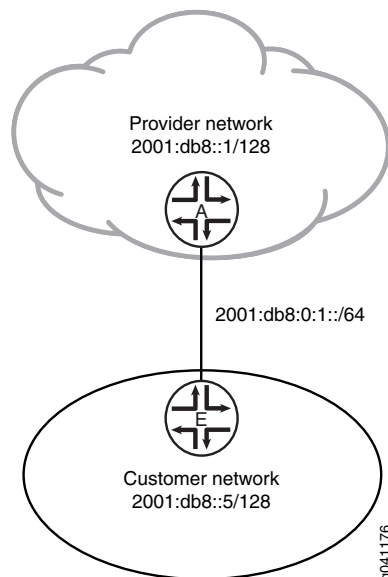 Provider network
2001:db8::1/128
A
2001:db8:0:1::/64
E
Customer network
2001:db8::5/128
g041176